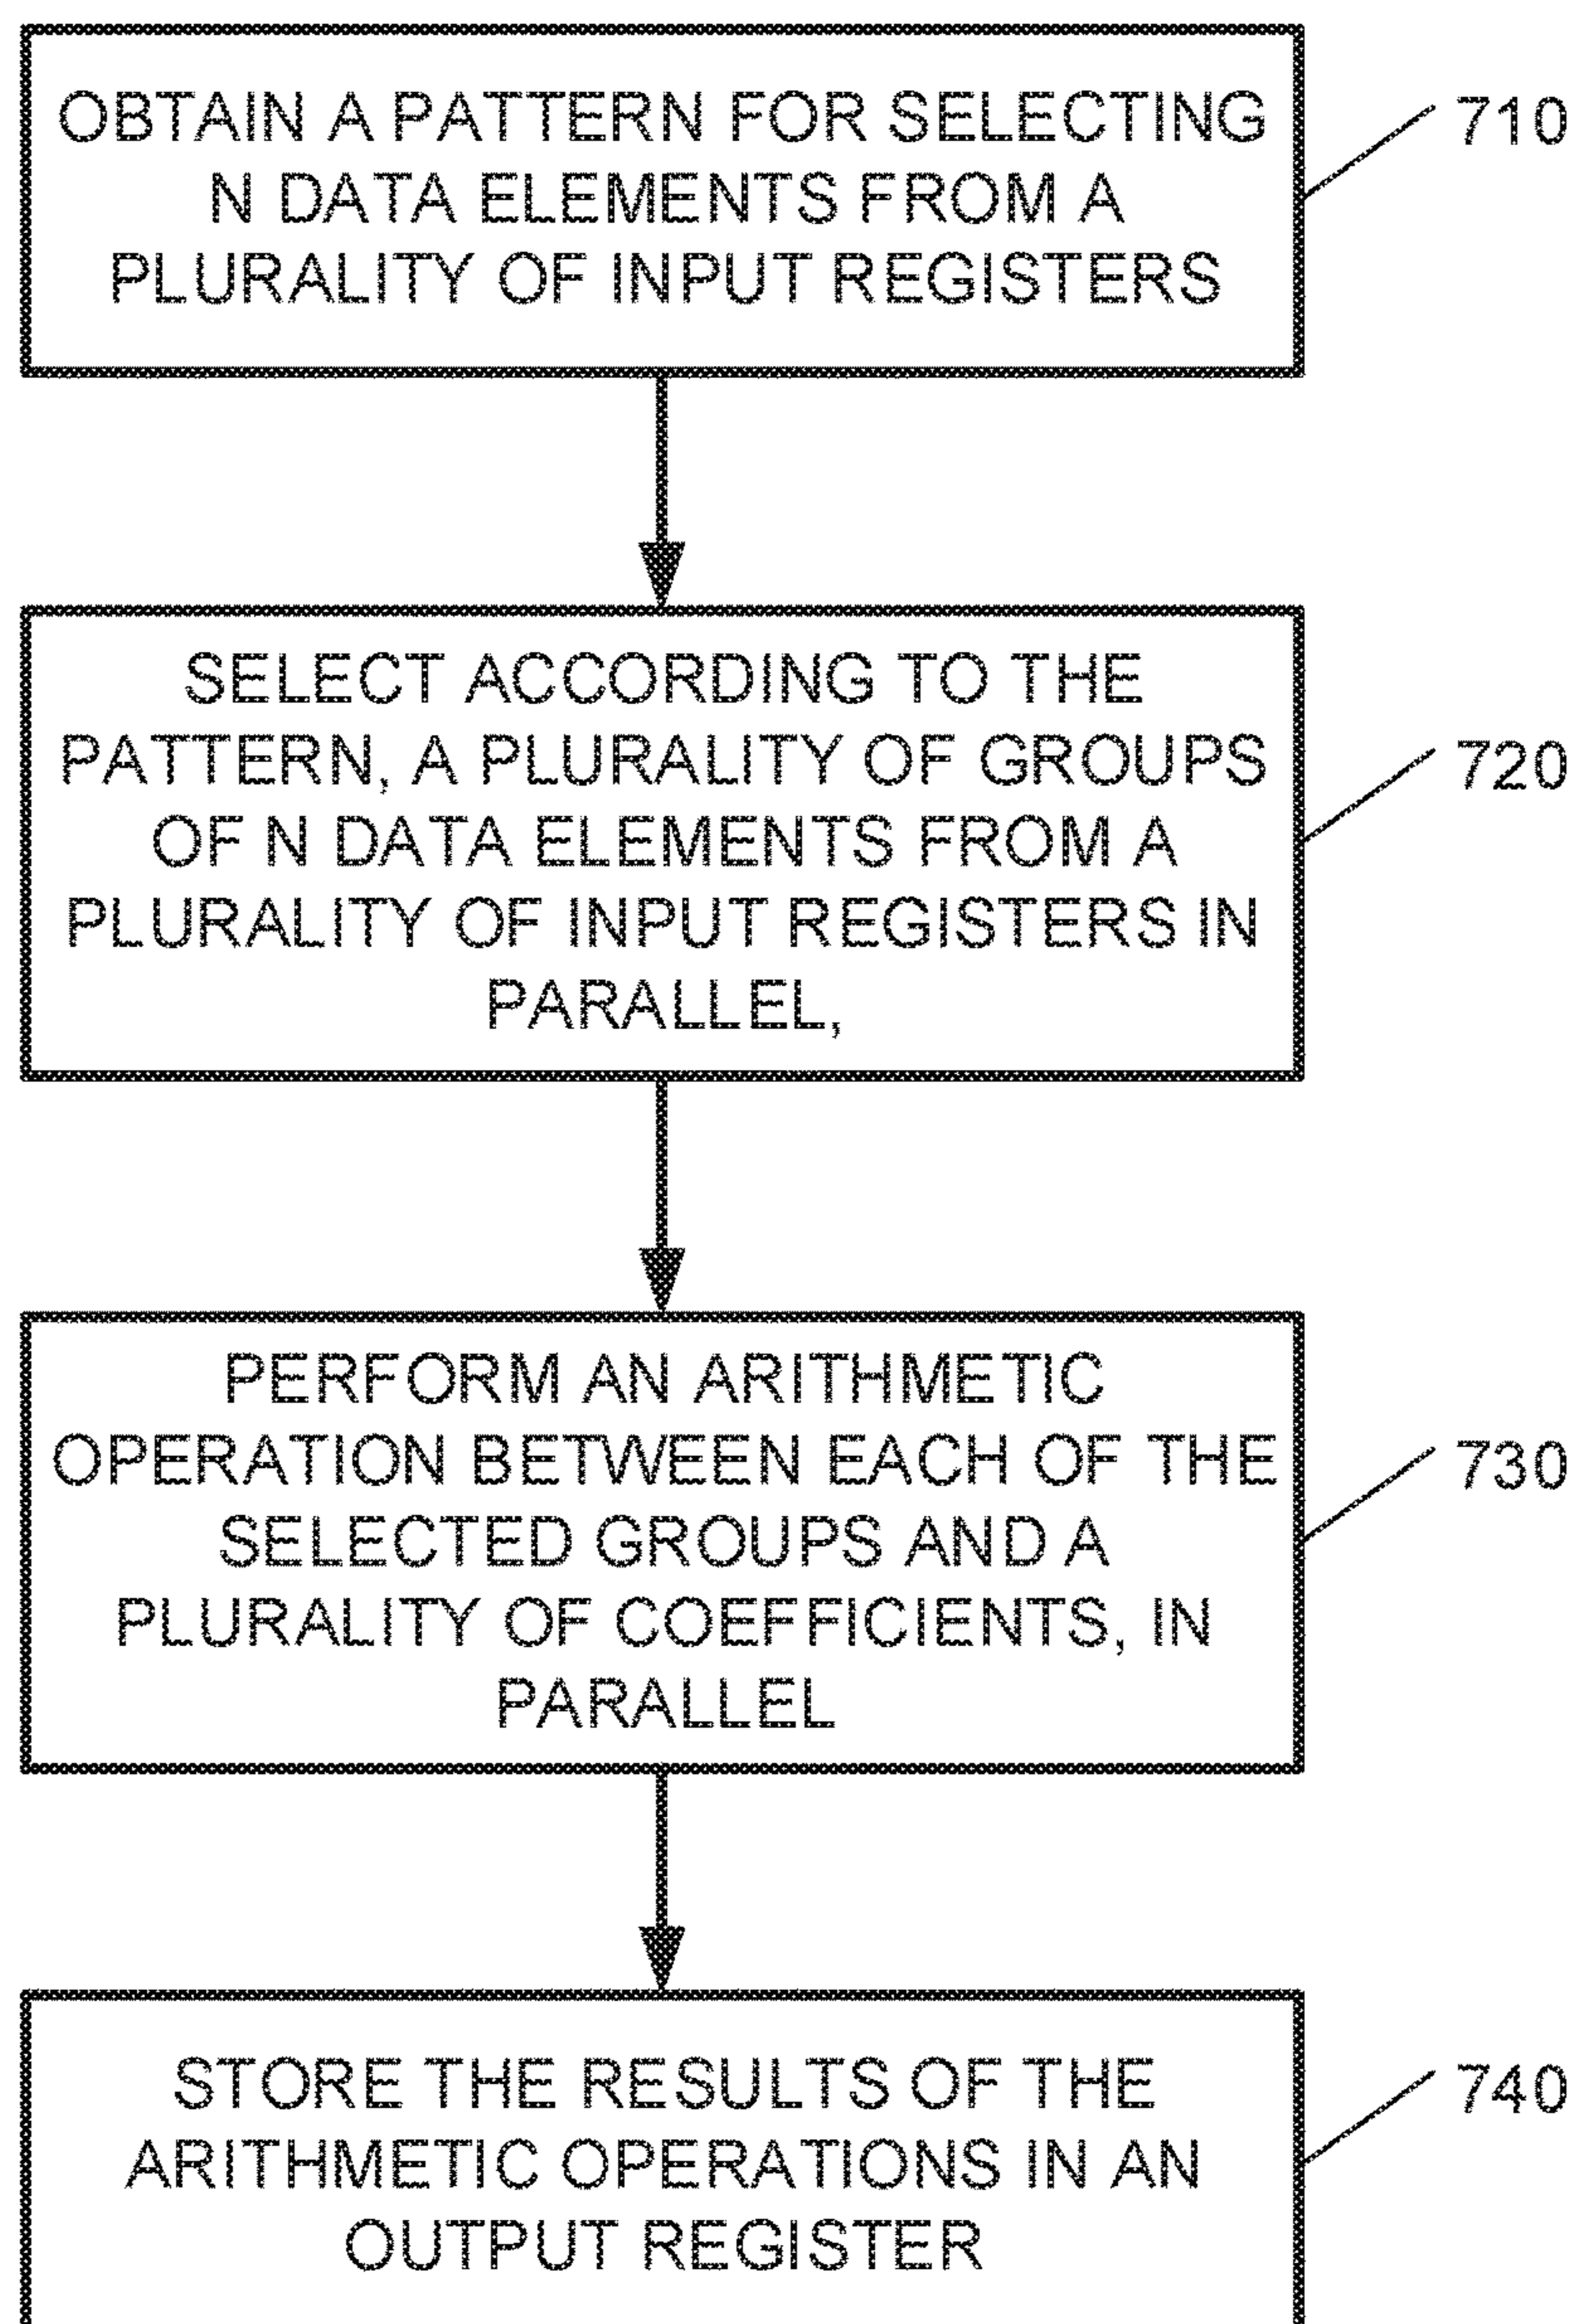 OBTAIN A PATTERN FOR SELECTING
N DATA ELEMENTS FROM A
PLURALITY OF INPUT REGISTERS
710
SELECT ACCORDING TO THE
PATTERN, A PLURALITY OF GROUPS
OF N DATA ELEMENTS FROM A
PLURALITY OF INPUT REGISTERS IN
PARALLEL,
720
PERFORM AN ARITHMETIC
OPERATION BETWEEN EACH OF THE
SELECTED GROUPS AND A
PLURALITY OF COEFFICIENTS, IN
PARALLEL
730
STORE THE RESULTS OF THE
ARITHMETIC OPERATIONS IN AN
OUTPUT REGISTER
740